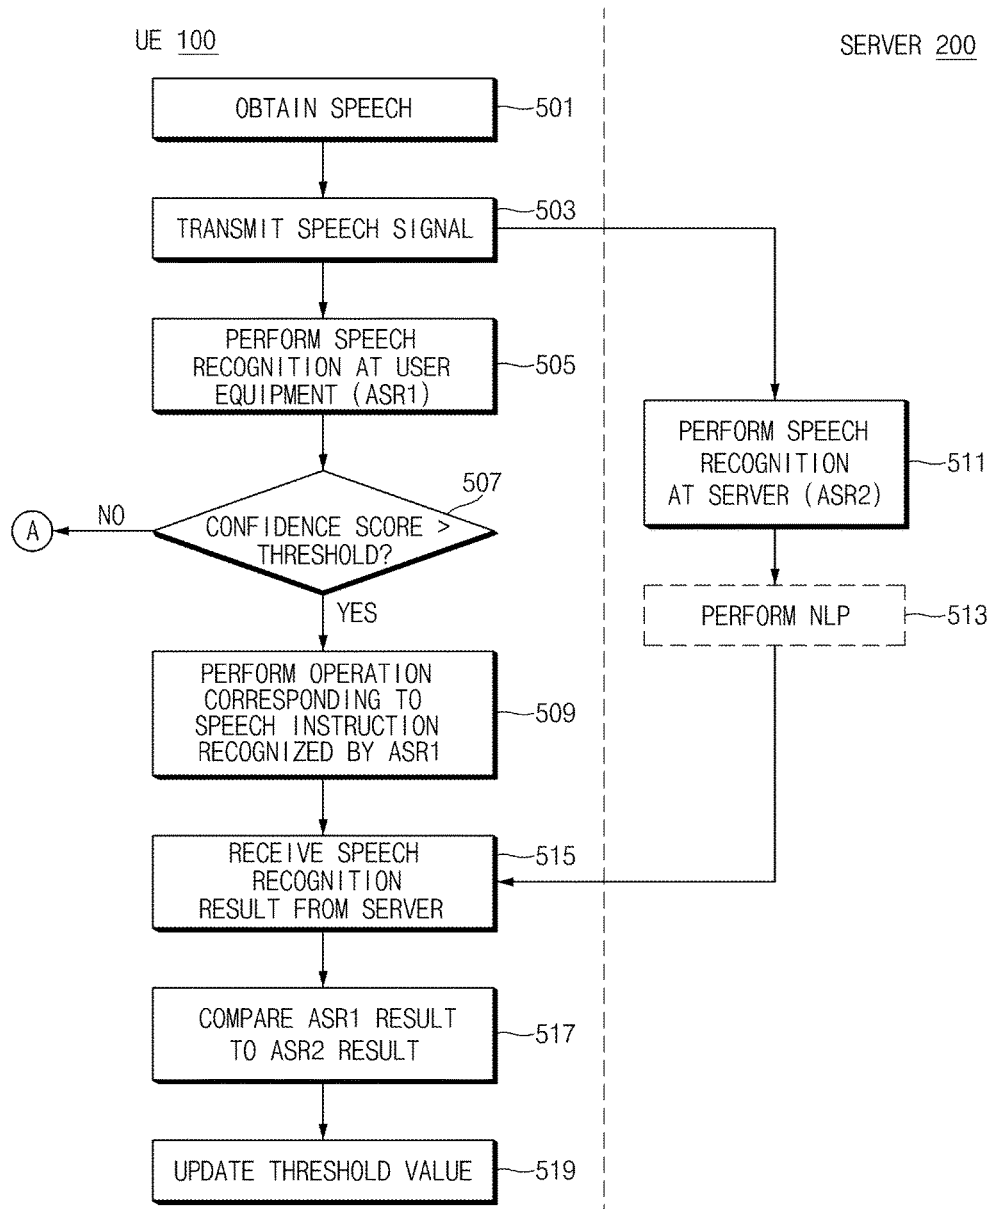 UE 100
SERVER 200
OBTAIN SPEECH
501
TRANSMIT SPEECH SIGNAL
503
PERFORM SPEECH
RECOGNITION AT USER
EQUIPMENT (ASR1)
505
507
CONFIDENCE SCORE >
THRESHOLD?
NO
A
YES
PERFORM SPEECH
RECOGNITION
AT SERVER (ASR2)
511
PERFORM NLP
513
PERFORM OPERATION
CORRESPONDING TO
SPEECH INSTRUCTION
RECOGNIZED BY ASR1
509
RECEIVE SPEECH
RECOGNITION
RESULT FROM SERVER
515
COMPARE ASR1 RESULT
TO ASR2 RESULT
517
UPDATE THRESHOLD VALUE
519